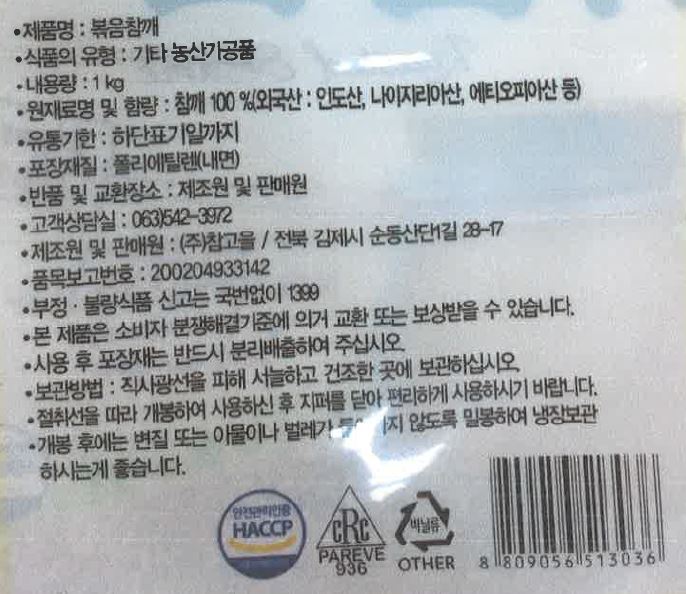 •제품명 : 볶음참깨
•식품의 유형 : 기타 농산가공품
•내용량 : 1 kg
•원재료명 및 함량 : 참깨 100 %(외국산 : 인도산, 나이지리아산, 에티오피아산 등)
•유통기한 : 하단표기일까지
•포장재질 : 폴리에틸렌(내면)
•반품 및 교환장소 : 제조원 및 판매원
•고객상담실 : 063)542-3972
•제조원 및 판매원 : (주)참고을 / 전북 김제시 순동산단1길 28-17
•품목보고번호 : 200204933142
•부정 · 불량식품 신고는 국번없이 1399
•본 제품은 소비자 분쟁해결기준에 의거 교환 또는 보상받을 수 있습니다.
•사용 후 포장재는 반드시 분리배출하여 주십시오.
•보관방법 : 직사광선을 피해 서늘하고 건조한 곳에 보관하십시오.
•절취선을 따라 개봉하여 사용하신 후 지퍼를 닫아 편리하게 사용하시기 바랍니다.
•개봉 후에는 변질 또는 이물이나 벌레가 지 않도록 밀봉하여 냉장보관
하시는게 좋습니다.
안전관리인증
HACCP
CRC
PAREVE
936
비닐류
OTHER
8 809056 513036